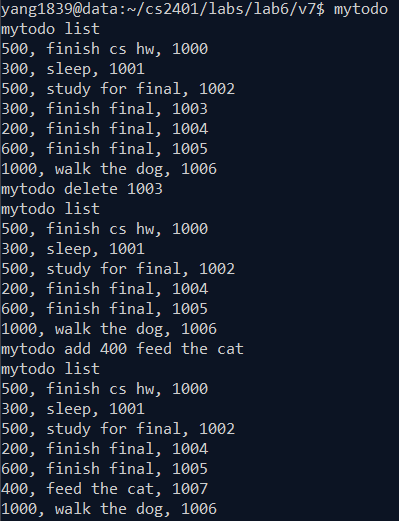 yang1839@data:~/cs2401/labs/lab6/v7$ mytodo
mytodo list
500, finish cs hw, 1000
300, sleep, 1001
500, study for final, 1002
300, finish final, 1003
200, finish final, 1004
600, finish final, 1005
1000, walk the dog, 1006
mytodo delete 1003
mytodo list
500, finish cs hw, 1000
300, sleep, 1001
500, study for final, 1002
200, finish final, 1004
600, finish final, 1005
1000, walk the dog, 1006
mytodo add 400 feed the cat
mytodo list
500, finish cs hw, 1000
300, sleep, 1001
500, study for final, 1002
200, finish final, 1004
600, finish final, 1005
400, feed the cat, 1007
1000, walk the dog, 1006